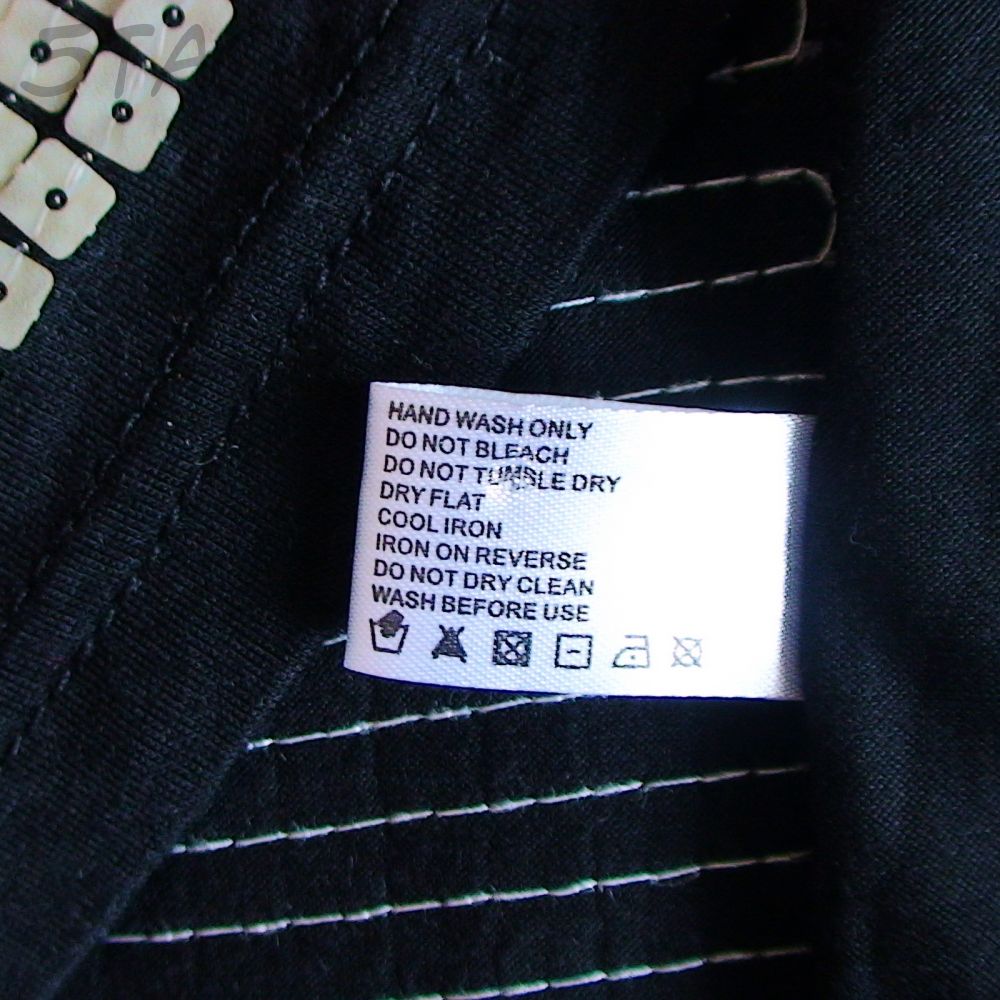 5TA
HAND WASH ONLY
DO NOT BLEACH
DO NOT TUMBLE DRY
DRY FLAT
COOL IRON
IRON ON REVERSE
DO NOT DRY CLEAN
WASH BEFORE USE